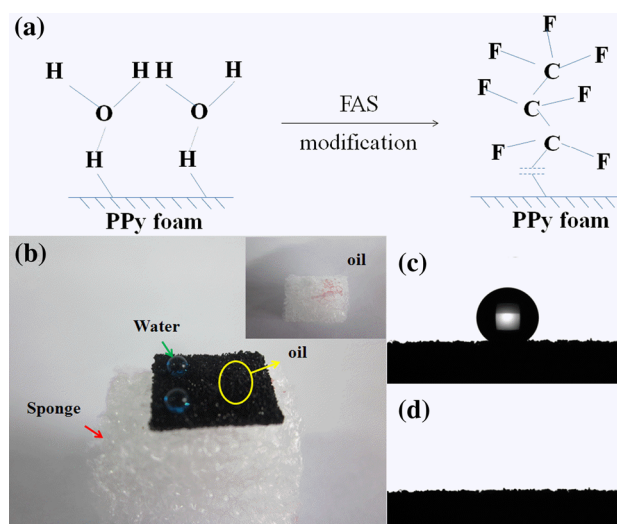 (a)
H H H H
O O
H H
PPy foam
FAS
modification
F
F F
C
F F
C
F C F
PPy foam
(b)
oil
Water
oil
Sponge
(c)
(d)